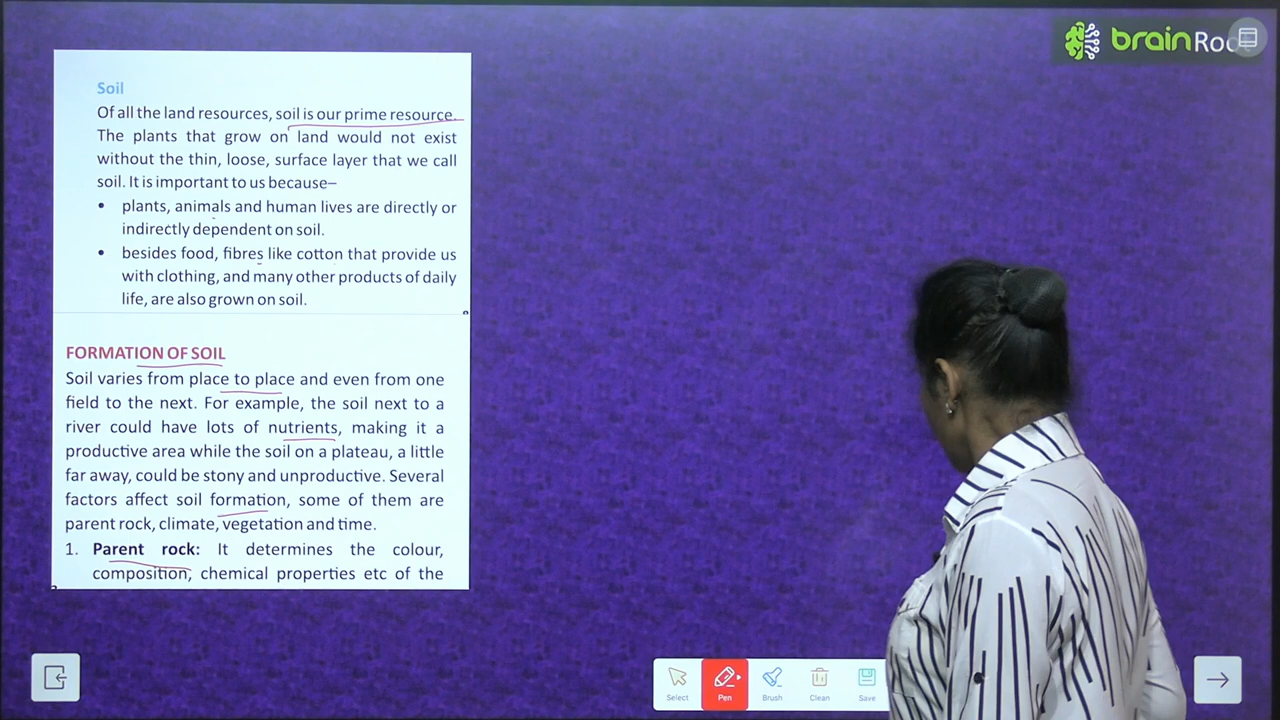 brainRoo
Soil
Of all the land resources, soil is our prime resource.
The plants that grow on land would not exist
without the thin, loose, surface layer that we call
soil. It is important to us because–
• plants, animals and human lives are directly or
indirectly dependent on soil.
• besides food, fibres like cotton that provide us
with clothing, and many other products of daily
life, are also grown on soil.
FORMATION OF SOIL
Soil varies from place to place and even from one
field to the next. For example, the soil next to a
river could have lots of nutrients, making it a
productive area while the soil on a plateau, a little
far away, could be stony and unproductive. Several
factors affect soil formation, some of them are
parent rock, climate, vegetation and time.
1. Parent rock: It determines the colour,
composition, chemical properties etc of the
Select Pen Brush Clean Save